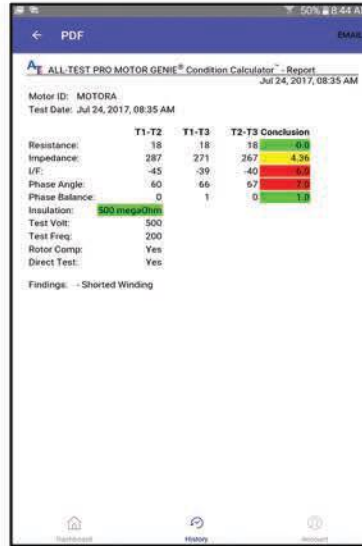 50% 8:44 A
← PDF EMAIL
ALL-TEST PRO MOTOR GENIE® Condition Calculator™ - Report
Jul 24, 2017, 08:35 AM
Motor ID: MOTORA
Test Date: Jul 24, 2017, 08:35 AM
T1-T2 T1-T3 T2-T3 Conclusion
Resistance: 18 18 18 0.0
Impedance: 287 271 267 4.36
I/F: -45 -39 -40 6.0
Phase Angle: 60 66 67 7.0
Phase Balance: 0 1 0 1.0
Insulation: 500 megaOhm
Test Volt: 500
Test Freq: 200
Rotor Comp: Yes
Direct Test: Yes
Findings: - Shorted Winding
Dashboard History Account